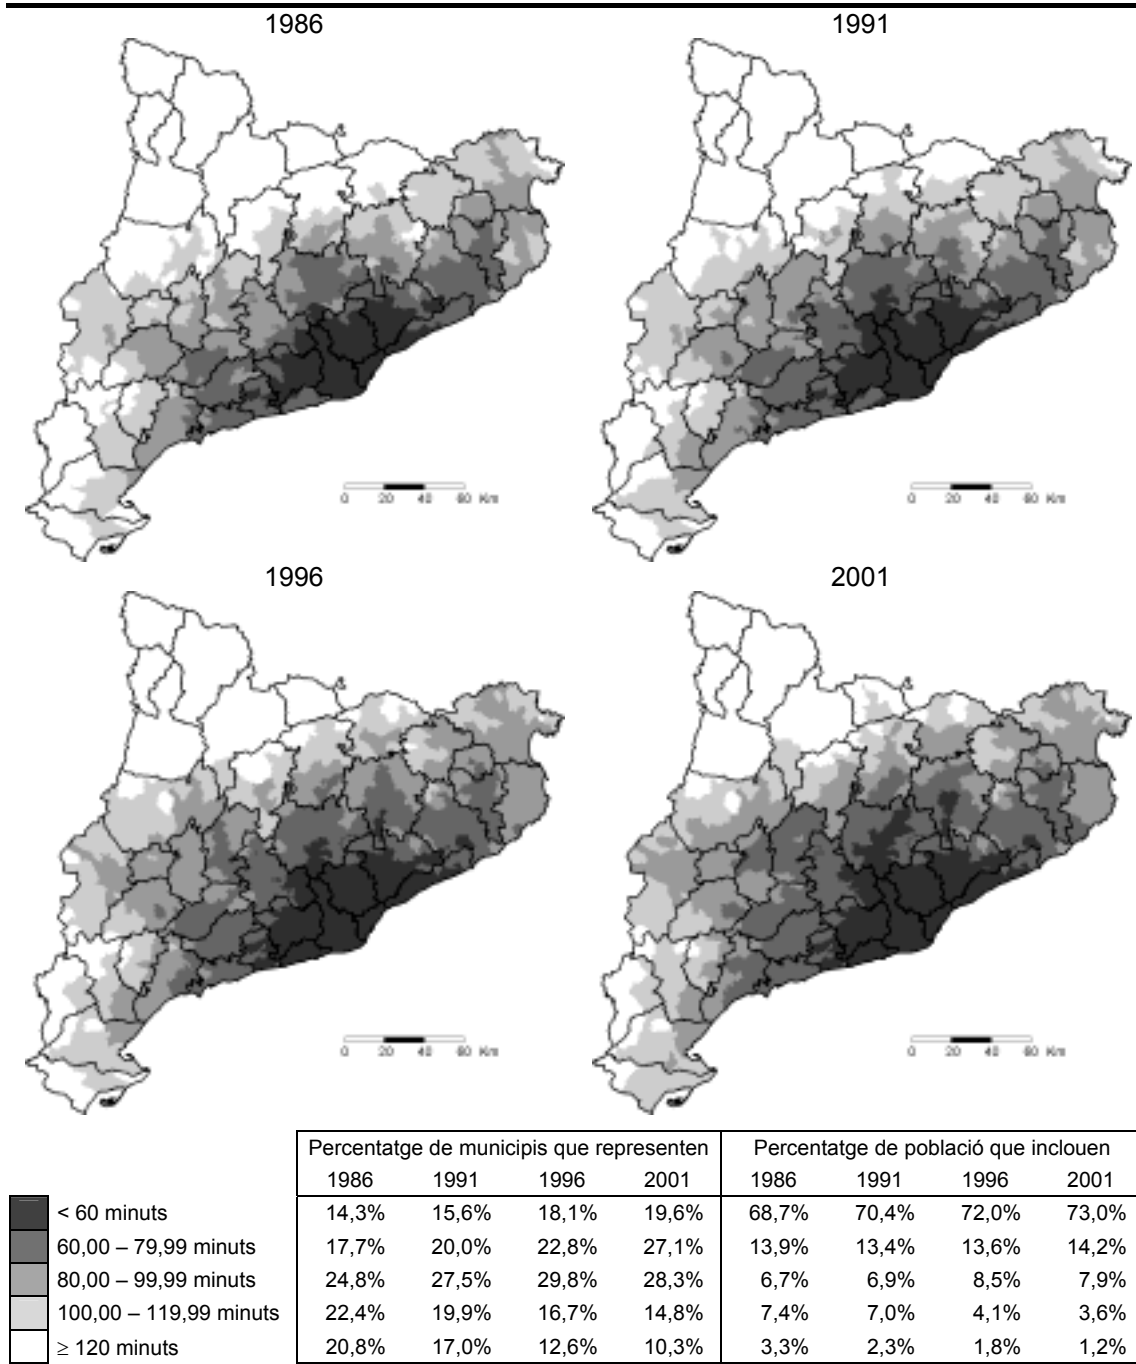 1986 1991
0 20 40 60 Km 0 20 40 60 Km
1996 2001
0 20 40 60 Km 0 20 40 60 Km
Percentatge de municipis que representen Percentatge de població que inclouen
1986 1991 1996 2001 1986 1991 1996 2001
< 60 minuts 14,3% 15,6% 18,1% 19,6% 68,7% 70,4% 72,0% 73,0%
60,00 – 79,99 minuts 17,7% 20,0% 22,8% 27,1% 13,9% 13,4% 13,6% 14,2%
80,00 – 99,99 minuts 24,8% 27,5% 29,8% 28,3% 6,7% 6,9% 8,5% 7,9%
100,00 – 119,99 minuts 22,4% 19,9% 16,7% 14,8% 7,4% 7,0% 4,1% 3,6%
≥ 120 minuts 20,8% 17,0% 12,6% 10,3% 3,3% 2,3% 1,8% 1,2%